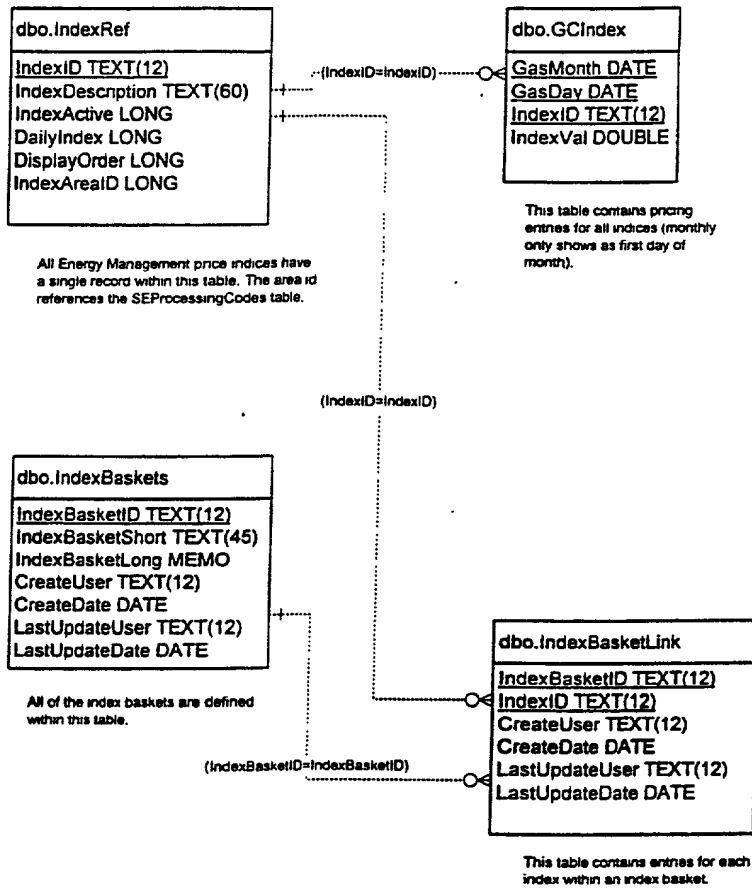 dbo.IndexRef
IndexID TEXT(12)
IndexDescription TEXT(60)
IndexActive LONG
DailyIndex LONG
DisplayOrder LONG
IndexAreaID LONG
All Energy Management price indices have
a single record within this table. The area id
references the SEProcessingCodes table.
(IndexID=IndexID)
dbo.GCIndex
GasMonth DATE
GasDay DATE
IndexID TEXT(12)
IndexVal DOUBLE
This table contains pricing
entries for all indices (monthly
only shows as first day of
month).
(IndexID=IndexID)
dbo.IndexBaskets
IndexBasketID TEXT(12)
IndexBasketShort TEXT(45)
IndexBasketLong MEMO
CreateUser TEXT(12)
CreateDate DATE
LastUpdateUser TEXT(12)
LastUpdateDate DATE
All of the index baskets are defined
within this table.
(IndexBasketID=IndexBasketID)
dbo.IndexBasketLink
IndexBasketID TEXT(12)
IndexID TEXT(12)
CreateUser TEXT(12)
CreateDate DATE
LastUpdateUser TEXT(12)
LastUpdateDate DATE
This table contains entries for each
index within an index basket.